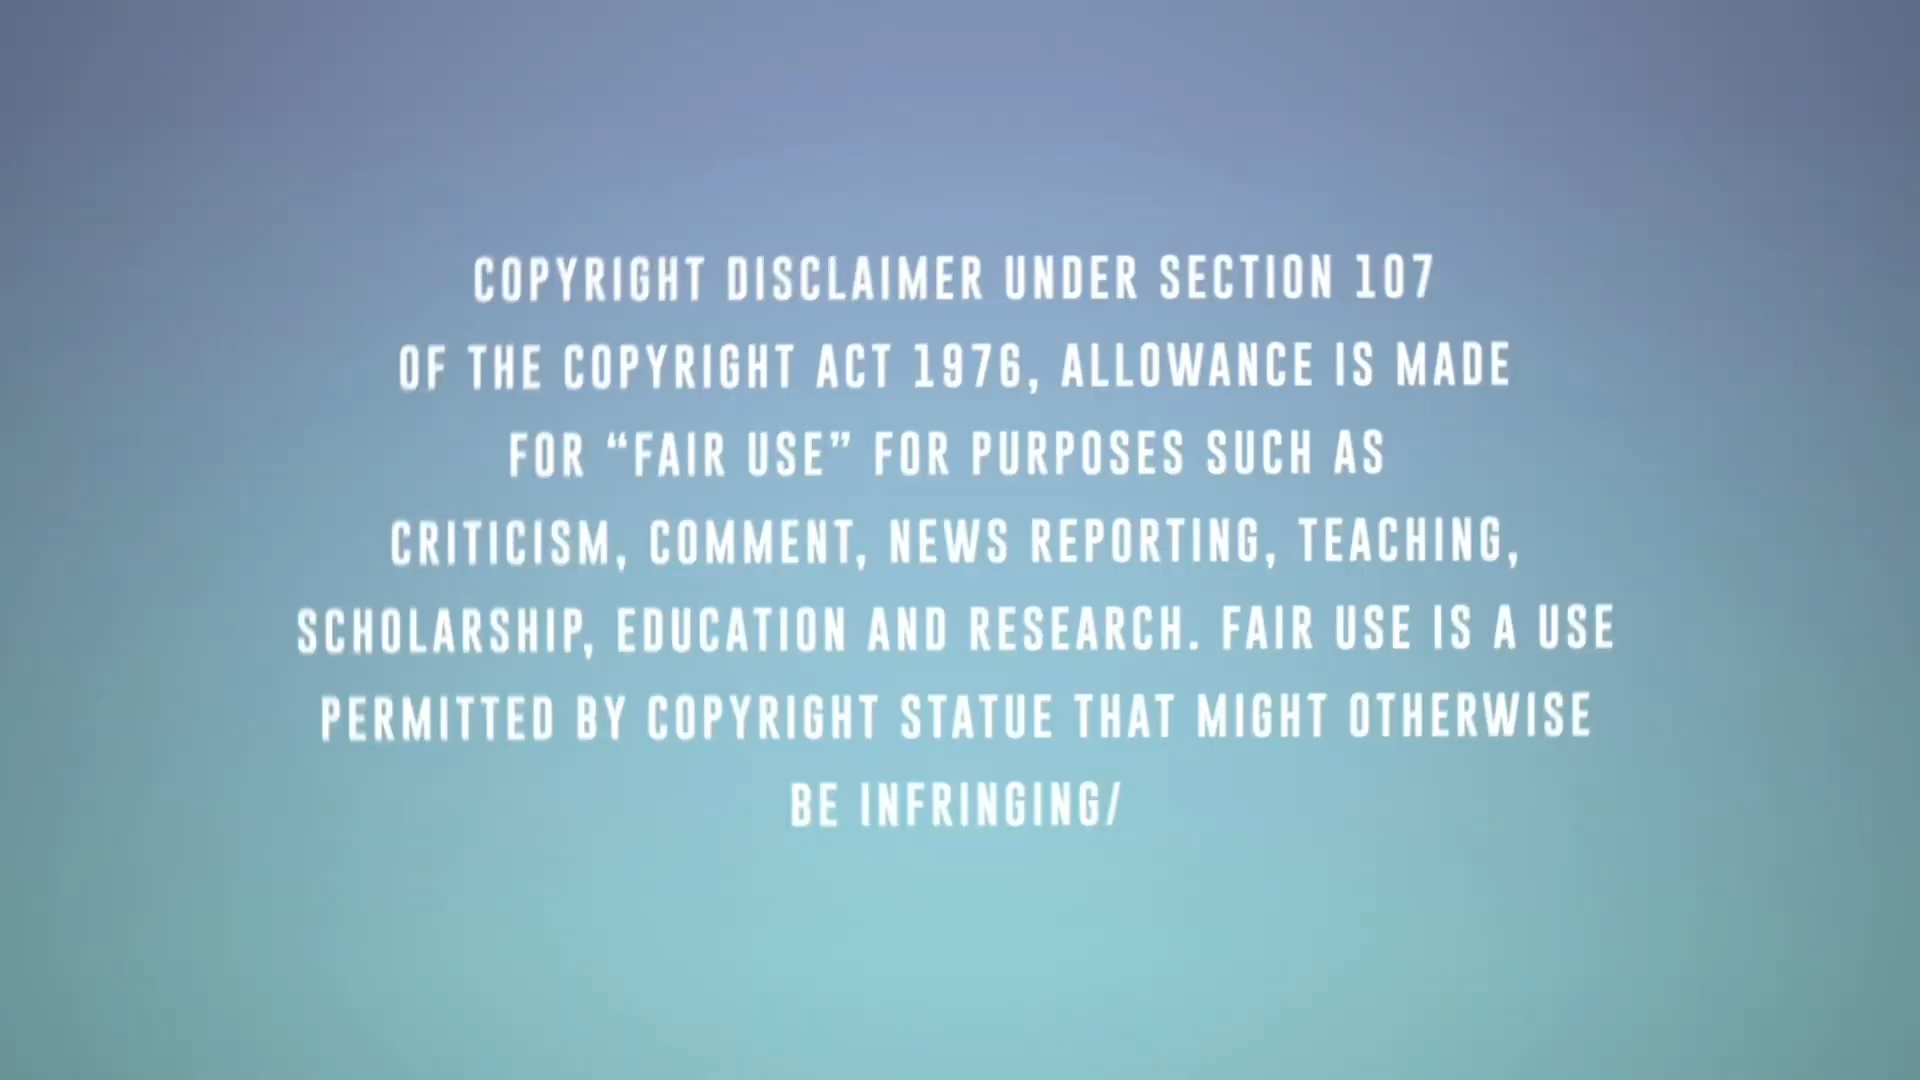 COPYRIGHT DISCLAIMER UNDER SECTION 107
OF THE COPYRIGHT ACT 1976, ALLOWANCE IS MADE
FOR “FAIR USE” FOR PURPOSES SUCH AS
CRITICISM, COMMENT, NEWS REPORTING, TEACHING,
SCHOLARSHIP, EDUCATION AND RESEARCH. FAIR USE IS A USE
PERMITTED BY COPYRIGHT STATUE THAT MIGHT OTHERWISE
BE INFRINGING/